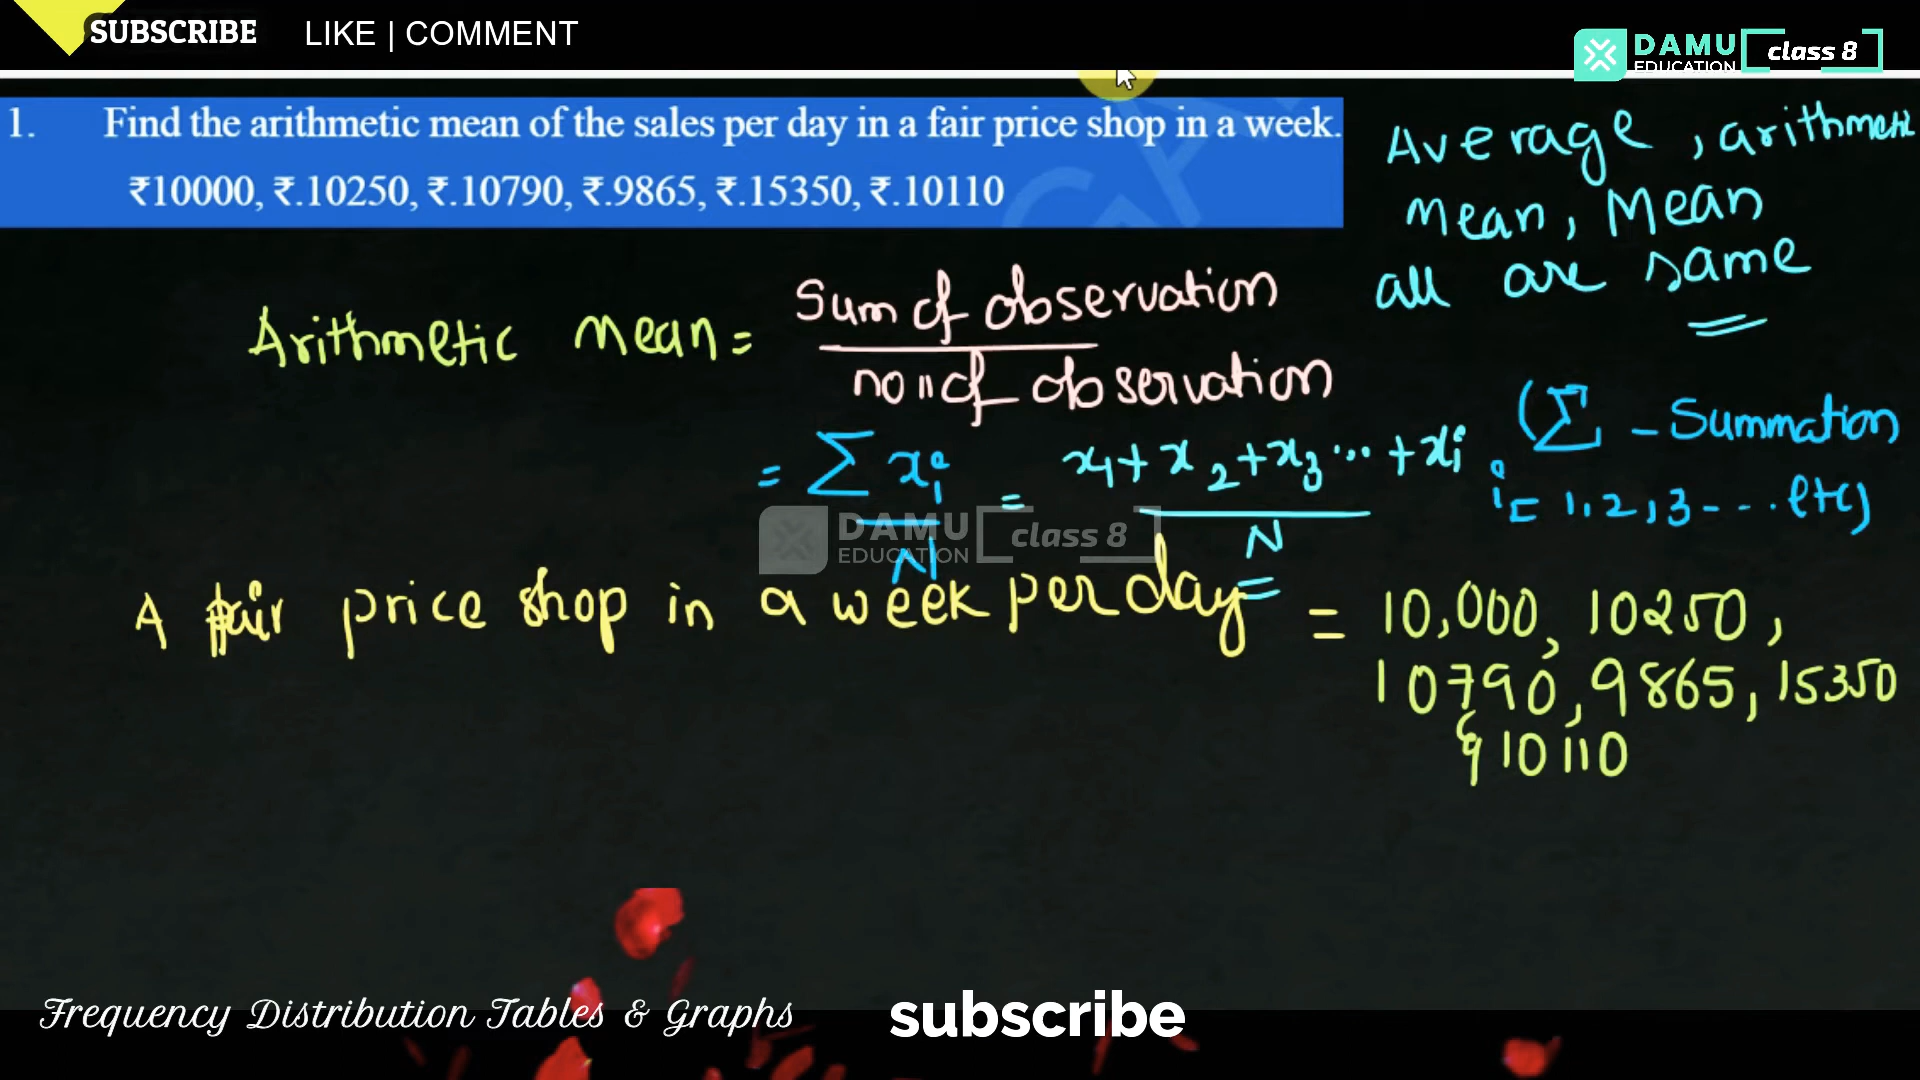 SUBSCRIBE LIKE | COMMENT
DAMU EDUCATION class 8
1. Find the arithmetic mean of the sales per day in a fair price shop in a week.
₹10000, ₹.10250, ₹.10790, ₹.9865, ₹.15350, ₹.10110
Average, arithmetic
mean, Mean
all are same
Arithmetic mean = Sum of observation
no" of observation
= ∑ xi / N = x1 + x2 + x3 ... + xi / N
(∑ - Summation
i = 1, 2, 3 - - . . etc)
DAMU EDUCATION class 8
A fair price shop in a week per day = 10,000, 10250,
10790, 9865, 15350
& 10110
Frequency Distribution Tables & Graphs
subscribe